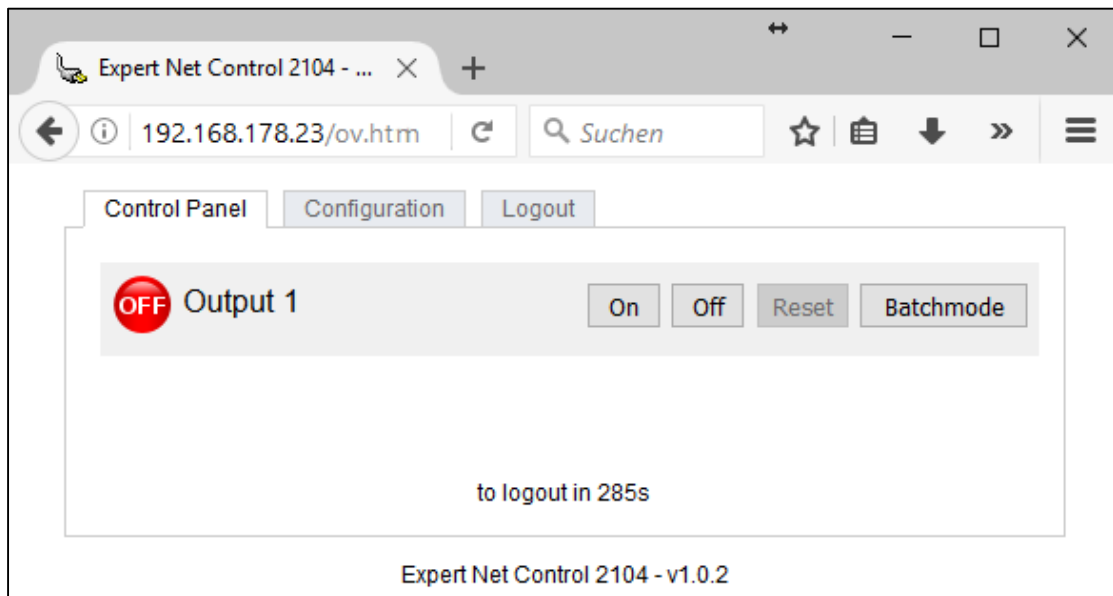 Expert Net Control 2104 - ...
192.168.178.23/ov.htm Suchen
Control Panel Configuration Logout
OFF Output 1 On Off Reset Batchmode
to logout in 285s
Expert Net Control 2104 - v1.0.2